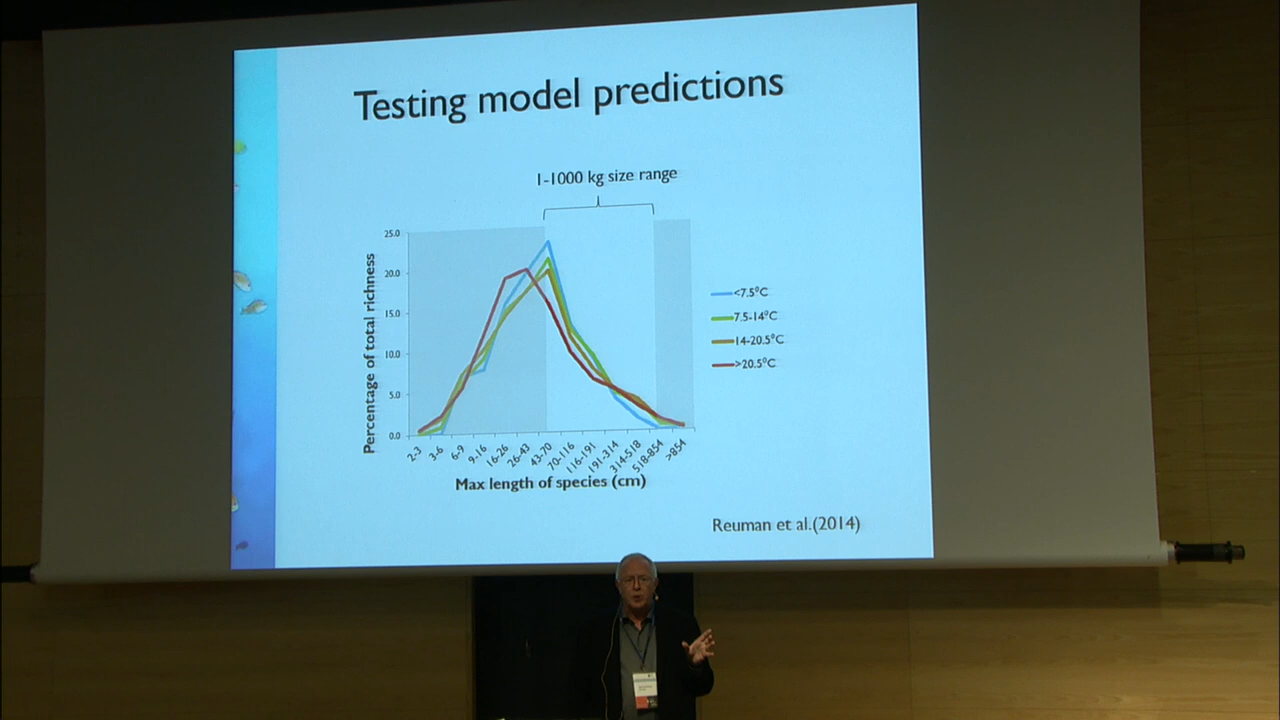 Testing model predictions
1-1000 kg size range
Percentage of total richness
25.0
20.0
15.0
10.0
5.0
0.0
2-3
3-6
6-9
9-16
16-26
26-43
43-70
70-116
116-191
191-314
314-518
518-854
>854
Max length of species (cm)
<7.5°C
7.5-14°C
14-20.5°C
>20.5°C
Reuman et al.(2014)